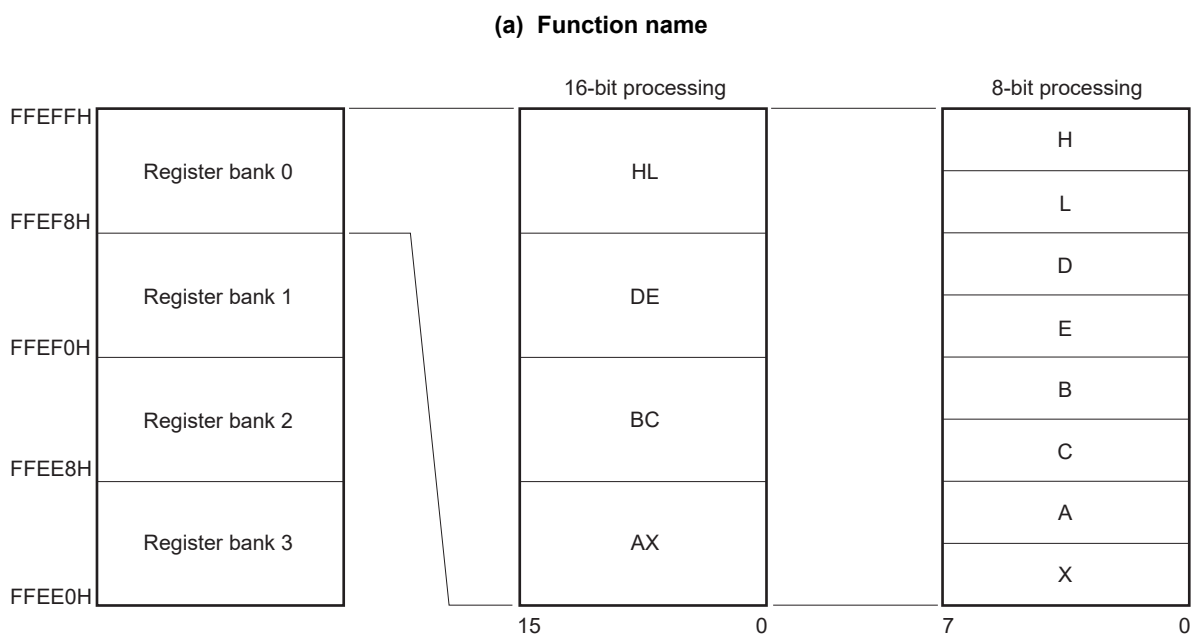 (a) Function name
16-bit processing
8-bit processing
FFEFFH
Register bank 0
HL
H
L
FFEF8H
Register bank 1
DE
D
E
FFEF0H
Register bank 2
BC
B
C
FFEE8H
Register bank 3
AX
A
X
FFEE0H
15
0
7
0